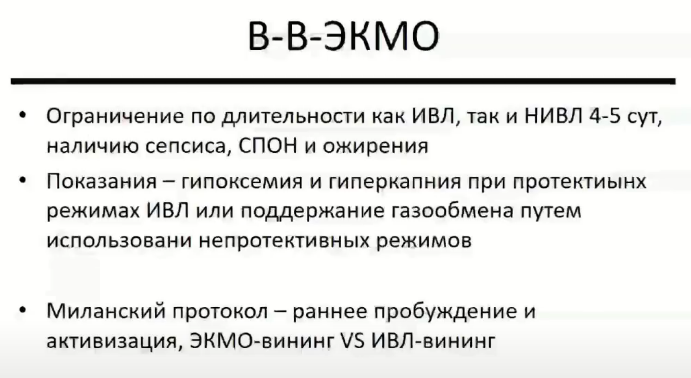 В-В-ЭКМО
• Ограничение по длительности как ИВЛ, так и НИВЛ 4-5 сут,
наличию сепсиса, СПОН и ожирения
• Показания – гипоксемия и гиперкапния при протектиынх
режимах ИВЛ или поддержание газообмена путем
использовани непротективных режимов
• Миланский протокол – раннее пробуждение и
активизация, ЭКМО-вининг VS ИВЛ-вининг